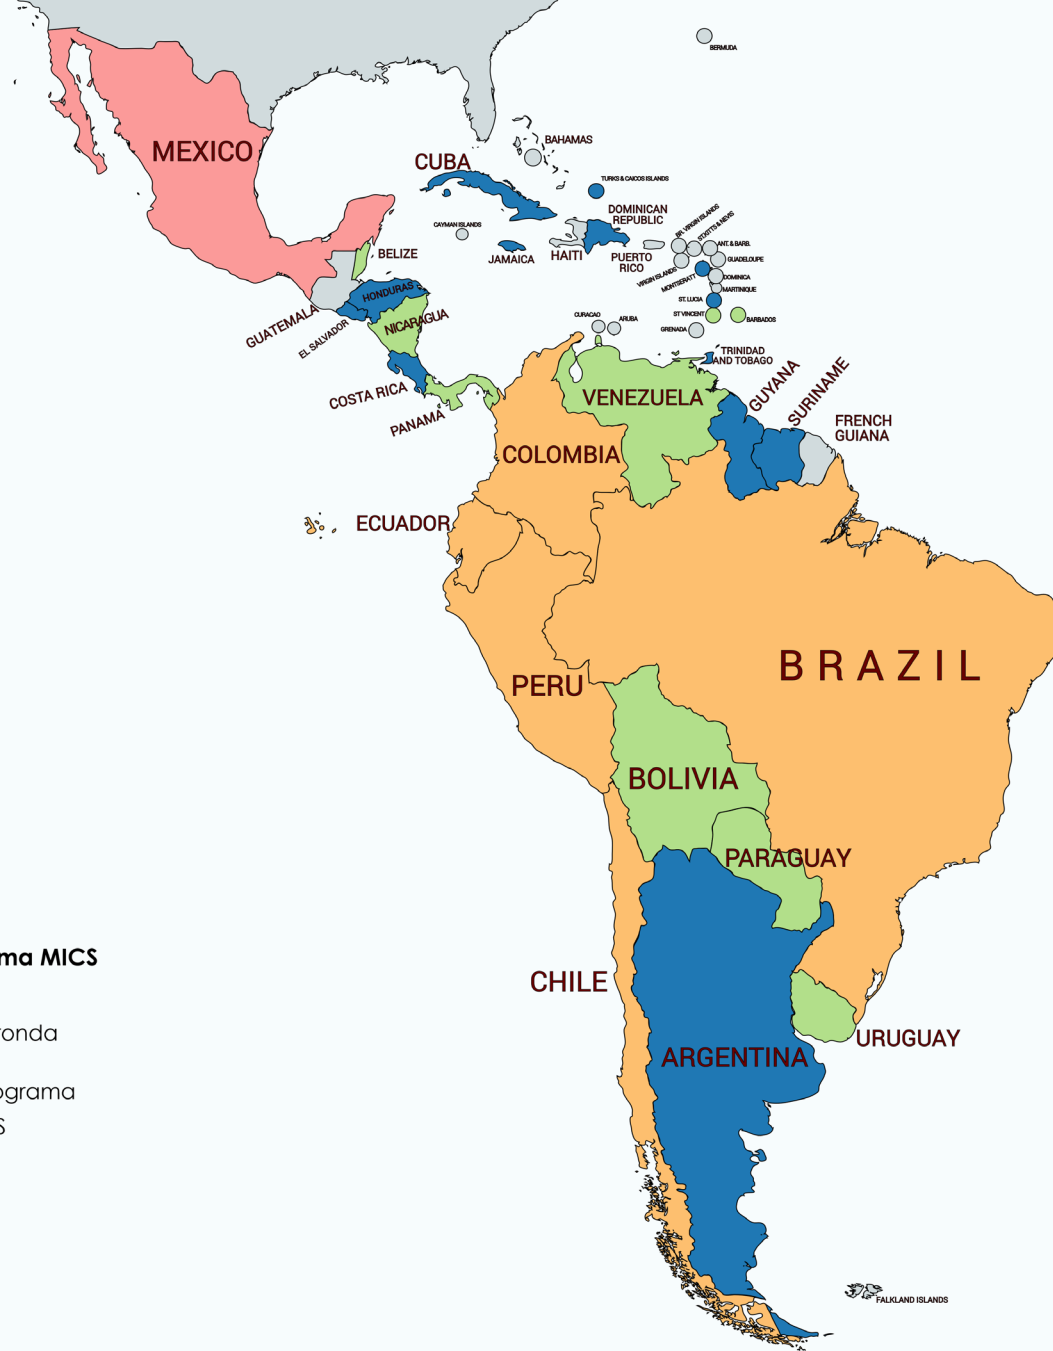 BERMUDA
MEXICO
CUBA
BAHAMAS
TURKS & CAICOS ISLANDS
CAYMAN ISLANDS
JAMAICA
HAITI
DOMINICAN
REPUBLIC
PUERTO
RICO
BR. VIRGIN ISLANDS
ST.KITTS & NEVIS
ANT. & BARB.
GUADELOUPE
VIRGIN ISLANDS
MONTSERATT
DOMINICA
MARTINIQUE
ST. LUCIA
ST VINCENT
BARBADOS
GRENADA
CURACAO
ARUBA
TRINIDAD
AND TOBAGO
BELIZE
HONDURAS
GUATEMALA
EL SALVADOR
NICARAGUA
COSTA RICA
PANAMA
VENEZUELA
GUYANA
SURINAME
FRENCH
GUIANA
COLOMBIA
ECUADOR
BRAZIL
PERU
BOLIVIA
PARAGUAY
CHILE
ARGENTINA
URUGUAY
FALKLAND ISLANDS
ma MICS
ronda
ograma
S